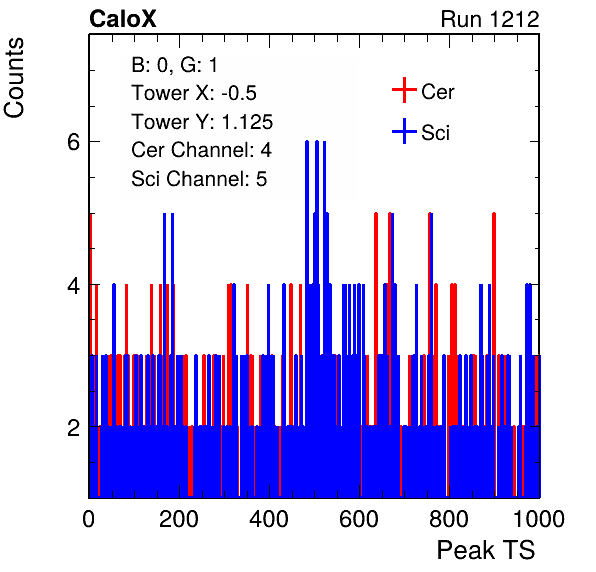 CaloX Run 1212
Counts
B: 0, G: 1
Tower X: -0.5
Tower Y: 1.125
Cer Channel: 4
Sci Channel: 5
Cer
Sci
6
4
2
0 200 400 600 800 1000
Peak TS